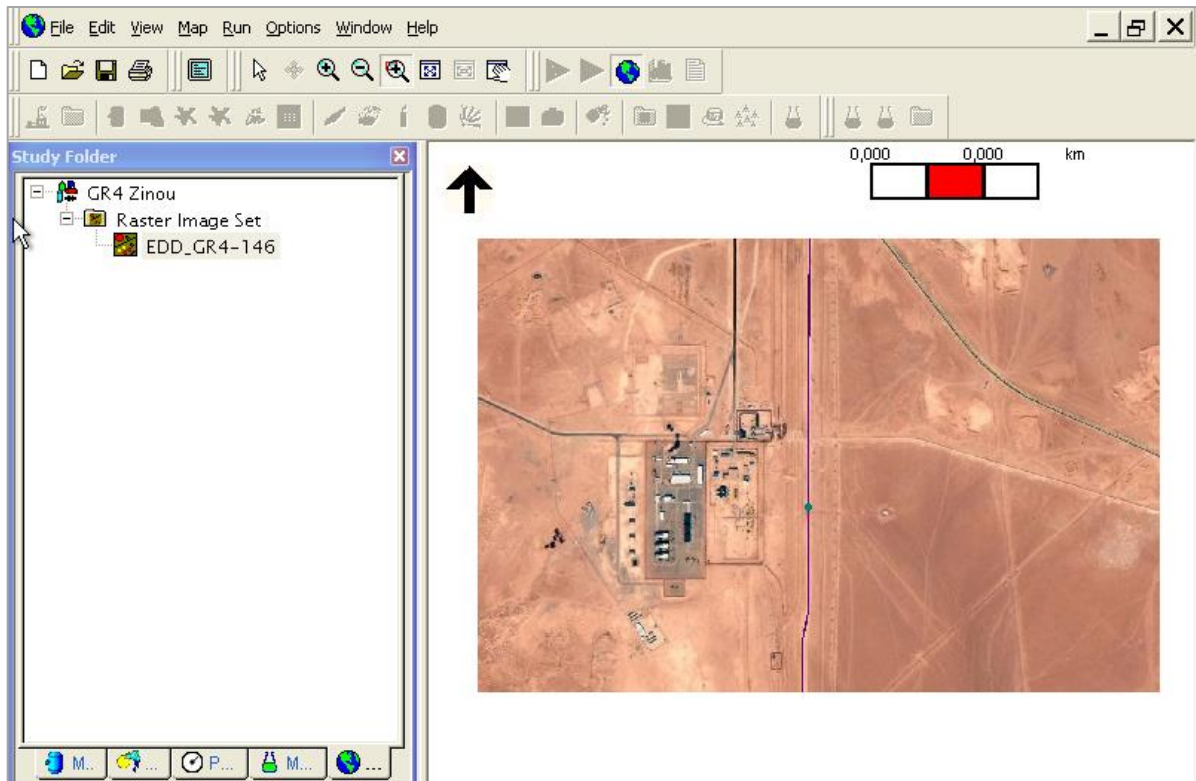 File Edit View Map Run Options Window Help
Study Folder
0,000 0,000 km
GR4 Zinou
Raster Image Set
EDD_GR4-146
M.. ... P... M... ...